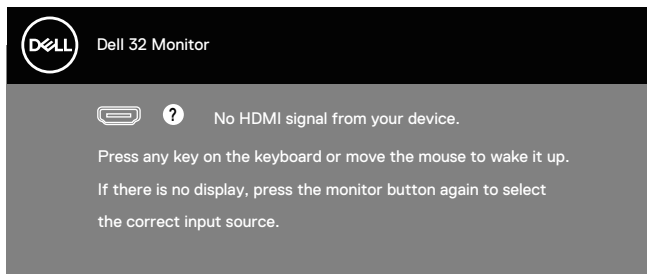 DELL
Dell 32 Monitor
? No HDMI signal from your device.
Press any key on the keyboard or move the mouse to wake it up.
If there is no display, press the monitor button again to select
the correct input source.